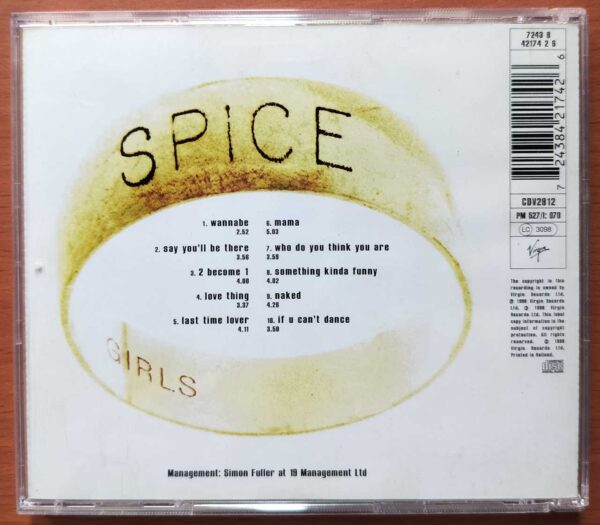 SPiCE
GIRLS
1. wannabe
2.52
2. say you'll be there
3.56
3. 2 become 1
4.00
4. love thing
3.37
5. last time lover
4.11
6. mama
5.03
7. who do you think you are
3.59
8. something kinda funny
4.02
9. naked
4.26
10. if u can't dance
3.50
Management: Simon Fuller at 19 Management Ltd
7243 8
42174 2 6
7 24384 21742 6
CDV2812
PM 527/I: 070
LC 3098
Virgin
The copyright in this
recording is owned by
Virgin Records Ltd.
℗ 1996 Virgin Records
Ltd. © 1996 Virgin
Records Ltd. This label
copy information is the
subject of copyright
protection. All rights
reserved. © 1996
Virgin Records Ltd.
Printed in Holland.